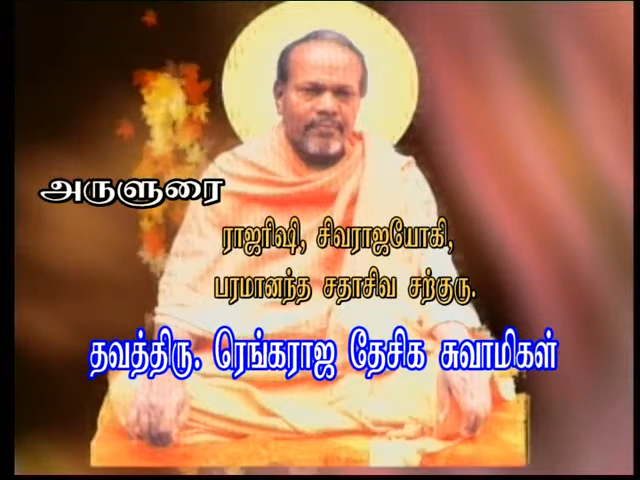 அருளுரை
ராஜரிஷி, சிவராஜயோகி,
பரமானந்த சதாசிவ சற்குரு.
தவத்திரு. ரெங்கராஜ தேசிக சுவாமிகள்